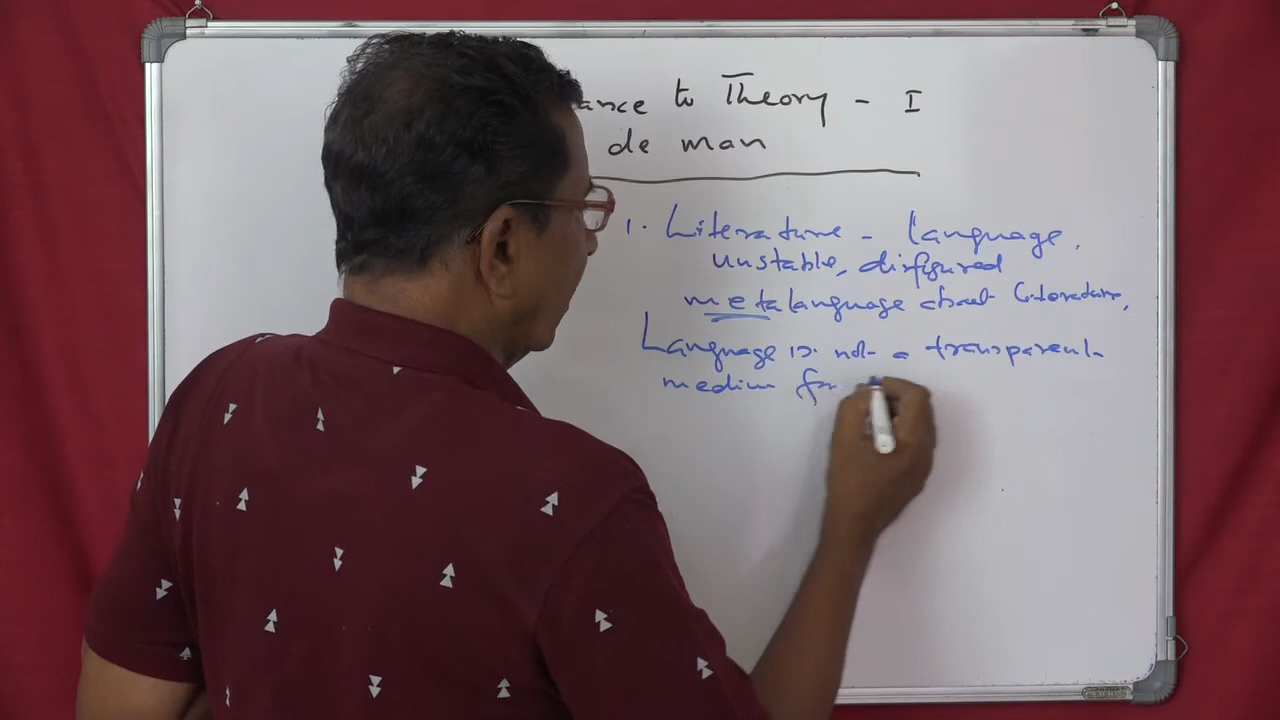 ance to Theory - I
de man
1. Literature - language,
unstable, disfigured
metalanguage about Literature,
Language is not a transparent
medium for